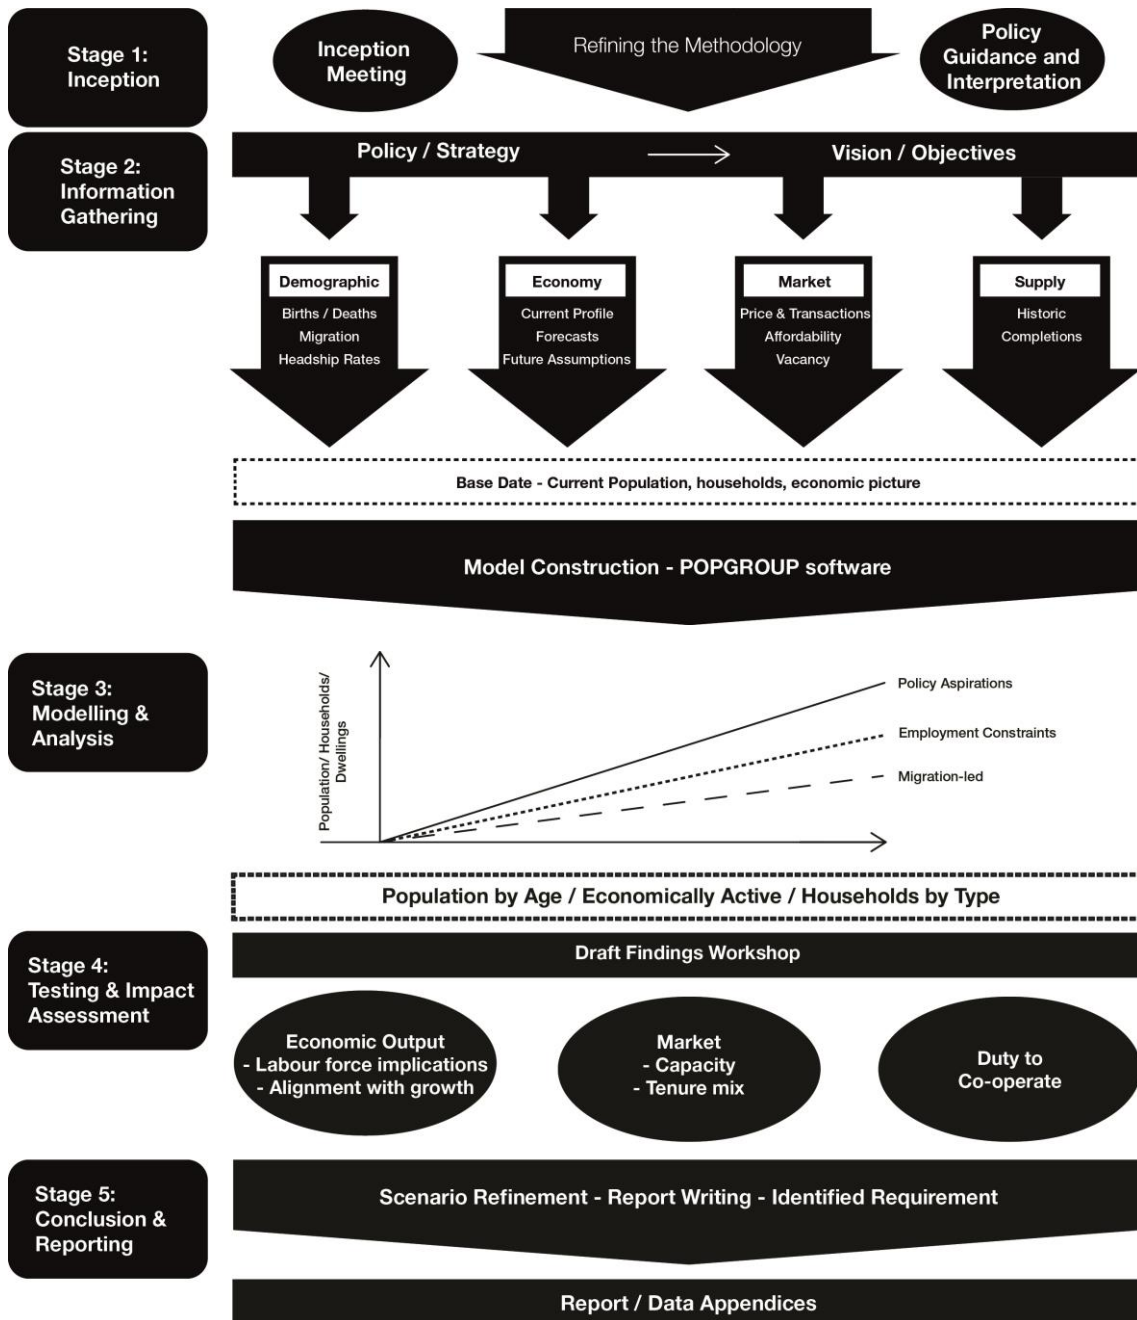 Stage 1:
Inception
Inception
Meeting
Refining the Methodology
Policy
Guidance and
Interpretation
Stage 2:
Information
Gathering
Policy / Strategy
Vision / Objectives
Demographic
Births / Deaths
Migration
Headship Rates
Economy
Current Profile
Forecasts
Future Assumptions
Market
Price & Transactions
Affordability
Vacancy
Supply
Historic
Completions
Base Date - Current Population, households, economic picture
Model Construction - POPGROUP software
Stage 3:
Modelling &
Analysis
Population/ Households/
Dwellings
Policy Aspirations
Employment Constraints
Migration-led
Population by Age / Economically Active / Households by Type
Stage 4:
Testing & Impact
Assessment
Draft Findings Workshop
Economic Output
- Labour force implications
- Alignment with growth
Market
- Capacity
- Tenure mix
Duty to
Co-operate
Stage 5:
Conclusion &
Reporting
Scenario Refinement - Report Writing - Identified Requirement
Report / Data Appendices